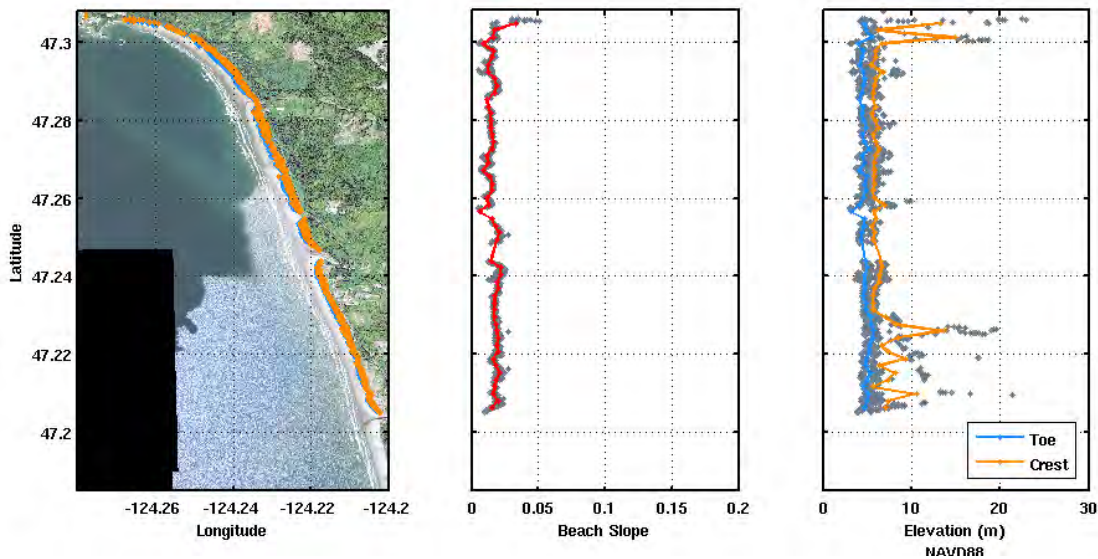 47.3
47.28
47.26
47.24
47.22
47.2
Latitude
-124.26 -124.24 -124.22 -124.2
Longitude
0 0.05 0.1 0.15 0.2
Beach Slope
Toe
Crest
0 10 20 30
Elevation (m)
NAVD88